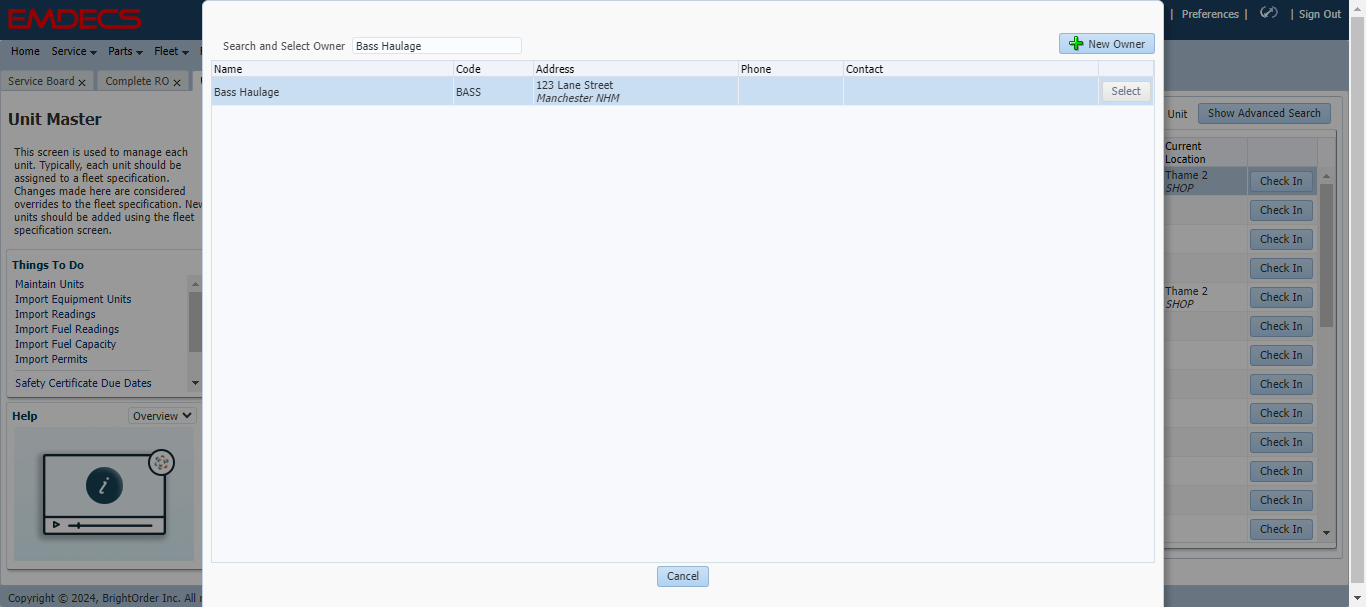 EMDECS
| Preferences | | Sign Out
Home Service Parts Fleet
Service Board x Complete RO x
Search and Select Owner Bass Haulage
New Owner
Name Code Address Phone Contact
Bass Haulage BASS 123 Lane Street
Manchester NHM
Select
Cancel
Unit Master
This screen is used to manage each
unit. Typically, each unit should be
assigned to a fleet specification.
Changes made here are considered
overrides to the fleet specification. New
units should be added using the fleet
specification screen.
Things To Do
Maintain Units
Import Equipment Units
Import Readings
Import Fuel Readings
Import Fuel Capacity
Import Permits
Safety Certificate Due Dates
Help Overview
i
Unit Show Advanced Search
Current
Location
Thame 2
SHOP
Check In
Check In
Check In
Check In
Thame 2
SHOP
Check In
Check In
Check In
Check In
Check In
Check In
Check In
Check In
Check In
Copyright © 2024, BrightOrder Inc. All